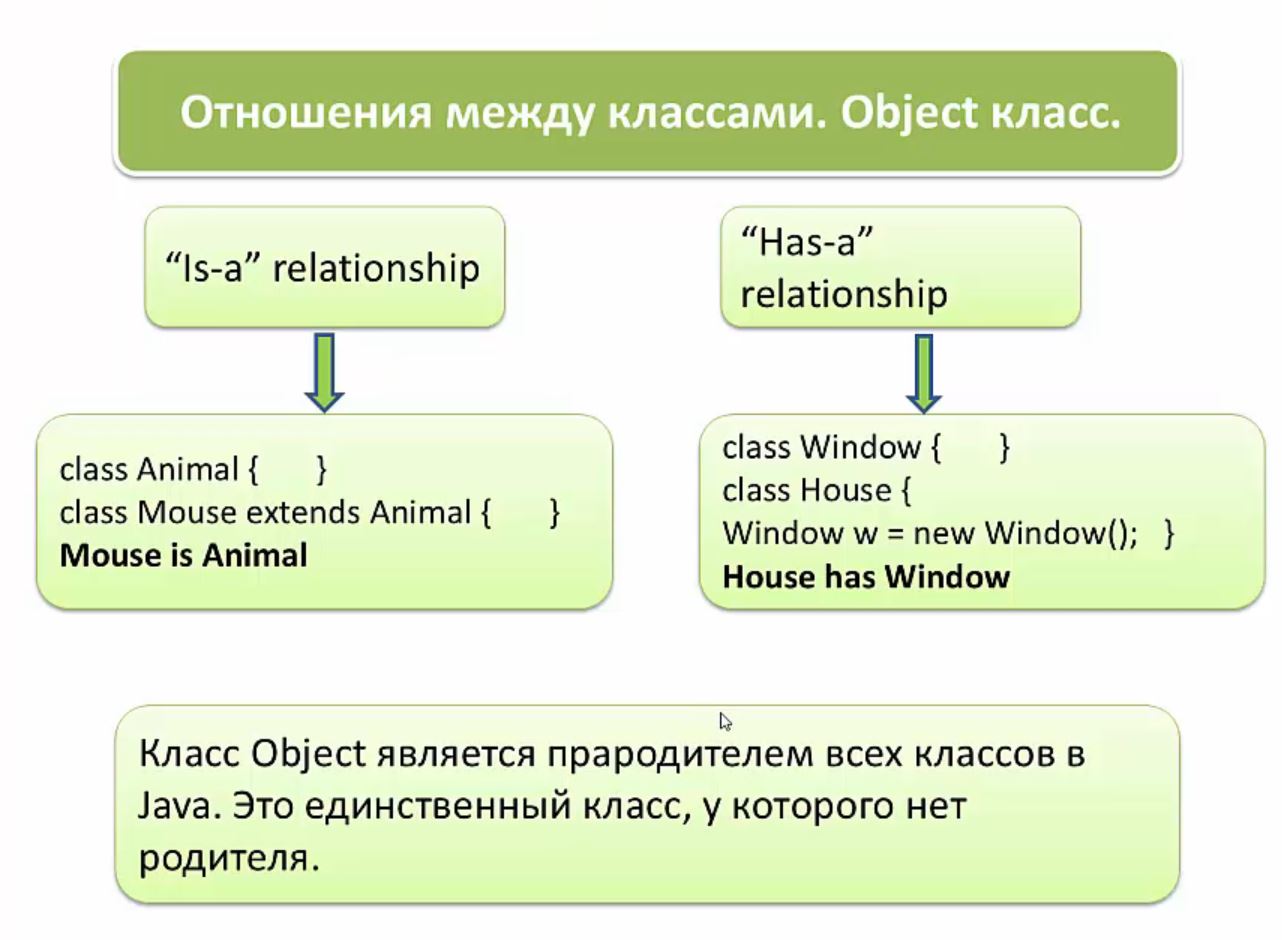 Отношения между классами. Object класс.
“Is-a” relationship
“Has-a”
relationship
class Animal {      }
class Mouse extends Animal {      }
Mouse is Animal
class Window {      }
class House {
Window w = new Window();   }
House has Window
Класс Object является прародителем всех классов в
Java. Это единственный класс, у которого нет
родителя.